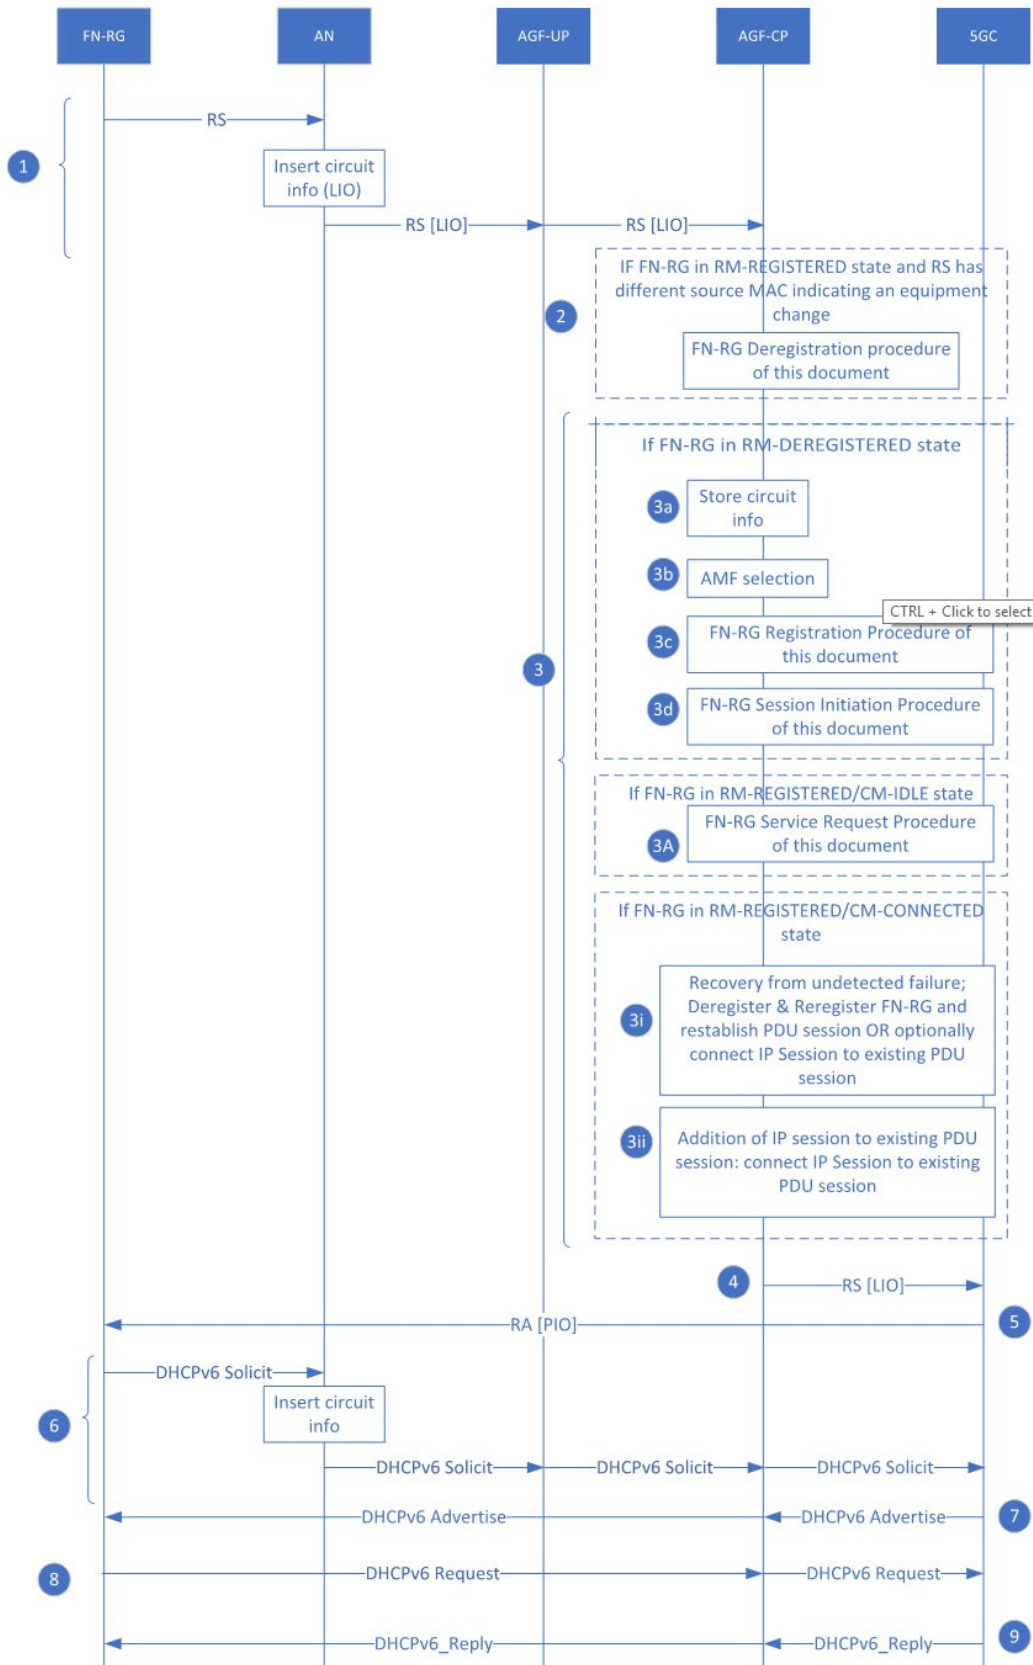 FN-RG
AN
AGF-UP
AGF-CP
5GC
RS
1
Insert circuit
info (LIO)
RS [LIO]
RS [LIO]
IF FN-RG in RM-REGISTERED state and RS has
different source MAC indicating an equipment
change
2
FN-RG Deregistration procedure
of this document
If FN-RG in RM-DEREGISTERED state
3a
Store circuit
info
3b
AMF selection
CTRL + Click to select
3c
FN-RG Registration Procedure of
this document
3
3d
FN-RG Session Initiation Procedure
of this document
If FN-RG in RM-REGISTERED/CM-IDLE state
3A
FN-RG Service Request Procedure
of this document
If FN-RG in RM-REGISTERED/CM-CONNECTED
state
3i
Recovery from undetected failure;
Deregister & Reregister FN-RG and
restablish PDU session OR optionally
connect IP Session to existing PDU
session
3ii
Addition of IP session to existing PDU
session: connect IP Session to existing
PDU session
4
RS [LIO]
RA [PIO]
5
DHCPv6 Solicit
6
Insert circuit
info
DHCPv6 Solicit
DHCPv6 Solicit
DHCPv6 Solicit
DHCPv6 Advertise
DHCPv6 Advertise
7
8
DHCPv6 Request
DHCPv6 Request
DHCPv6_Reply
DHCPv6_Reply
9